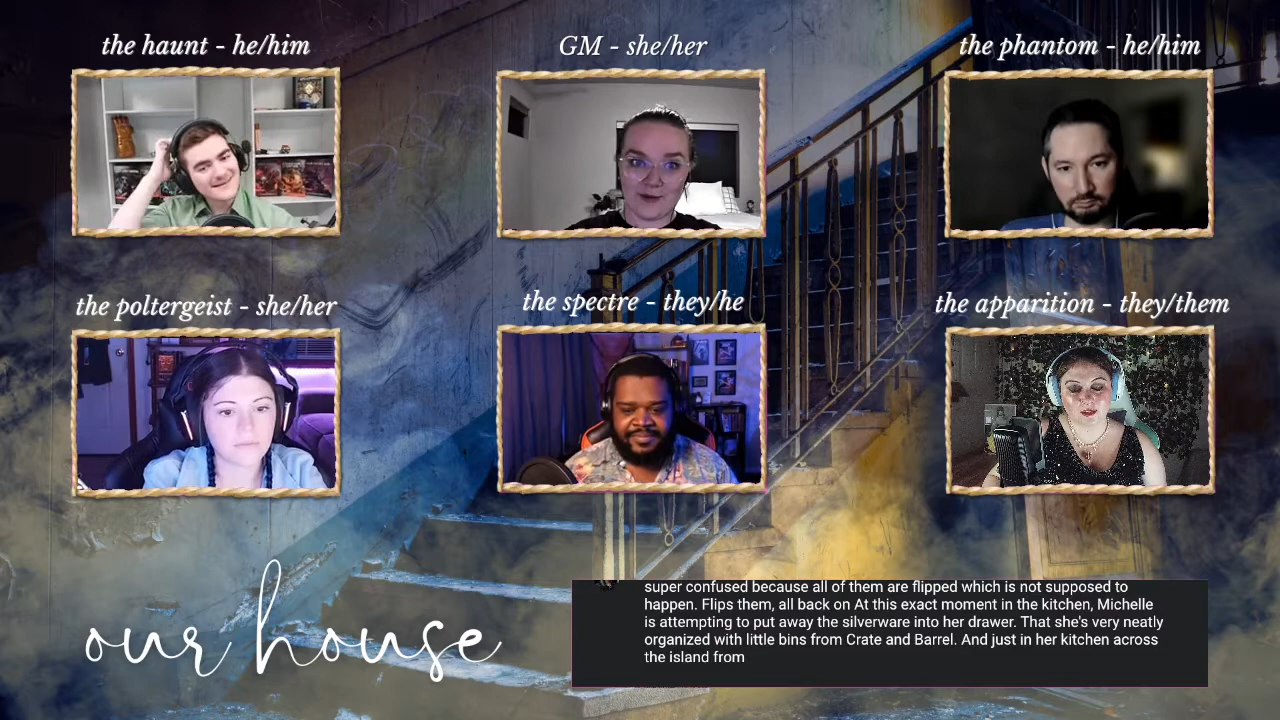 the haunt - he/him
GM - she/her
the phantom - he/him
the poltergeist - she/her
the spectre - they/he
the apparition - they/them
our house
super confused because all of them are flipped which is not supposed to
happen. Flips them, all back on At this exact moment in the kitchen, Michelle
is attempting to put away the silverware into her drawer. That she's very neatly
organized with little bins from Crate and Barrel. And just in her kitchen across
the island from